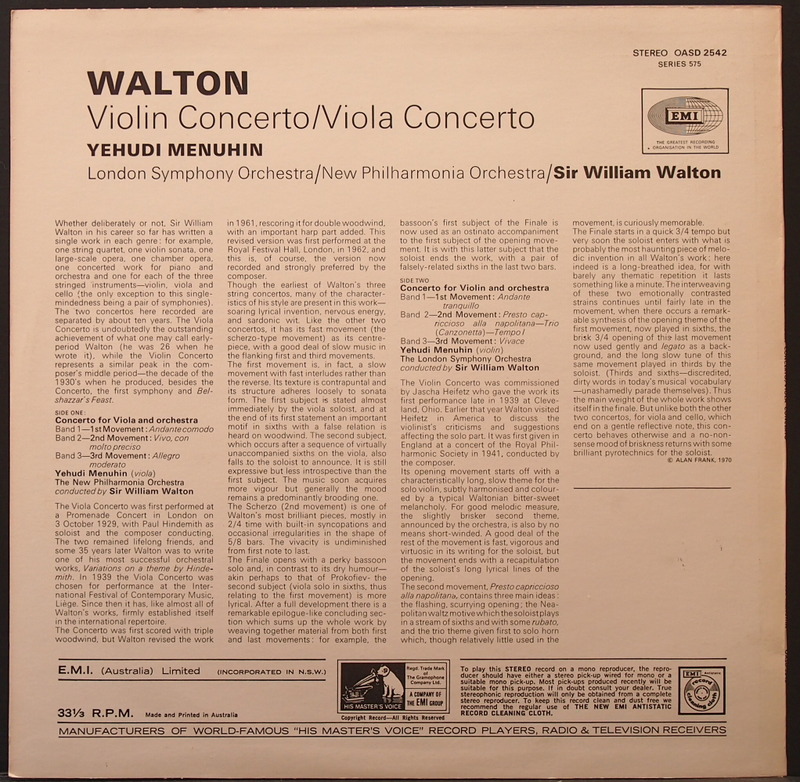 STEREO OASD 2542
SERIES 575
WALTON
Violin Concerto/Viola Concerto
YEHUDI MENUHIN
London Symphony Orchestra/New Philharmonia Orchestra/Sir William Walton
EMI
THE GREATEST RECORDING
ORGANISATION IN THE WORLD
Whether deliberately or not, Sir William
Walton in his career so far has written a
single work in each genre: for example,
one string quartet, one violin sonata, one
large-scale opera, one chamber opera,
one concerted work for piano and
orchestra and one for each of the three
stringed instruments—violin, viola and
cello (the only exception to this single-
mindedness being a pair of symphonies).
The two concertos here recorded are
separated by about ten years. The Viola
Concerto is undoubtedly the outstanding
achievement of what one may call early-
period Walton (he was 26 when he
wrote it), while the Violin Concerto
represents a similar peak in the com-
poser's middle period—the decade of the
1930's when he produced, besides the
Concerto, the first symphony and Bel-
shazzar's Feast.
SIDE ONE:
Concerto for Viola and orchestra
Band 1—1st Movement: Andante comodo
Band 2—2nd Movement: Vivo, con
molto preciso
Band 3—3rd Movement: Allegro
moderato
Yehudi Menuhin (viola)
The New Philharmonia Orchestra
conducted by Sir William Walton
The Viola Concerto was first performed at
a Promenade Concert in London on
3 October 1929, with Paul Hindemith as
soloist and the composer conducting.
The two remained lifelong friends, and
some 35 years later Walton was to write
one of his most successful orchestral
works, Variations on a theme by Hinde-
mith. In 1939 the Viola Concerto was
chosen for performance at the Inter-
national Festival of Contemporary Music,
Liège. Since then it has, like almost all of
Walton's works, firmly established itself
in the international repertoire.
The Concerto was first scored with triple
woodwind, but Walton revised the work
in 1961, rescoring it for double woodwind,
with an important harp part added. This
revised version was first performed at the
Royal Festival Hall, London, in 1962, and
this is, of course, the version now
recorded and strongly preferred by the
composer.
Though the earliest of Walton's three
string concertos, many of the character-
istics of his style are present in this work—
soaring lyrical invention, nervous energy,
and sardonic wit. Like the other two
concertos, it has its fast movement (the
scherzo-type movement) as its centre-
piece, with a good deal of slow music in
the flanking first and third movements.
The first movement is, in fact, a slow
movement with fast interludes rather than
the reverse. Its texture is contrapuntal and
its structure adheres loosely to sonata
form. The first subject is stated almost
immediately by the viola soloist, and at
the end of its first statement an important
motif in sixths with a false relation is
heard on woodwind. The second subject,
which occurs after a sequence of virtually
unaccompanied sixths on the viola, also
falls to the soloist to announce. It is still
expressive but less introspective than the
first subject. The music soon acquires
more vigour but generally the mood
remains a predominantly brooding one.
The Scherzo (2nd movement) is one of
Walton's most brilliant pieces, mostly in
2/4 time with built-in syncopations and
occasional irregularities in the shape of
5/8 bars. The vivacity is undiminished
from first note to last.
The Finale opens with a perky bassoon
solo and, in contrast to its dry humour—
akin perhaps to that of Prokofiev- the
second subject (viola solo in sixths, thus
relating to the first movement) is more
lyrical. After a full development there is a
remarkable epilogue-like concluding sec-
tion which sums up the whole work by
weaving together material from both first
and last movements: for example, the
bassoon's first subject of the Finale is
now used as an ostinato accompaniment
to the first subject of the opening move-
ment. It is with this latter subject that the
soloist ends the work, with a pair of
falsely-related sixths in the last two bars.
SIDE TWO
Concerto for Violin and orchestra
Band 1—1st Movement: Andante
tranquillo
Band 2—2nd Movement: Presto cap-
riccioso alla napolitana—Trio
(Canzonetta)—Tempo I
Band 3—3rd Movement: Vivace
Yehudi Menuhin (violin)
The London Symphony Orchestra
conducted by Sir William Walton
The Violin Concerto was commissioned
by Jascha Heifetz who gave the work its
first performance late in 1939 at Cleve-
land, Ohio. Earlier that year Walton visited
Heifetz in America to discuss the
violinist's criticisms and suggestions
affecting the solo part. It was first given in
England at a concert of the Royal Phil-
harmonic Society in 1941, conducted by
the composer.
Its opening movement starts off with a
characteristically long, slow theme for the
solo violin, subtly harmonised and colour-
ed by a typical Waltonian bitter-sweet
melancholy. For good melodic measure,
the slightly brisker second theme,
announced by the orchestra, is also by no
means short-winded. A good deal of the
rest of the movement is fast, vigorous and
virtuosic in its writing for the soloist, but
the movement ends with a recapitulation
of the soloist's long lyrical lines of the
opening.
The second movement, Presto capriccioso
alla napolitana, contains three main ideas:
the flashing, scurrying opening; the Nea-
politan waltz motive which the soloist plays
in a stream of sixths and with some rubato,
and the trio theme given first to solo horn
which, though relatively little used in the
movement, is curiously memorable.
The Finale starts in a quick 3/4 tempo but
very soon the soloist enters with what is
probably the most haunting piece of melo-
dic invention in all Walton's work: here
indeed is a long-breathed idea, for with
barely any thematic repetition it lasts
something like a minute. The interweaving
of these two emotionally contrasted
strains continues until fairly late in the
movement, when there occurs a remark-
able synthesis of the opening theme of the
first movement, now played in sixths, the
brisk 3/4 opening of this last movement
now used gently and legato as a back-
ground, and the long slow tune of this
same movement played in thirds by the
soloist. (Thirds and sixths—discredited,
dirty words in today's musical vocabulary
—unashamedly parade themselves). Thus
the main weight of the whole work shows
itself in the finale. But unlike both the other
two concertos, for viola and cello, which
end on a gentle reflective note, this con-
certo behaves otherwise and a no-non-
sense mood of briskness returns with some
brilliant pyrotechnics for the soloist.
© ALAN FRANK, 1970
E.M.I. (Australia) Limited (INCORPORATED IN N.S.W.)
33⅓ R.P.M. Made and Printed in Australia
HIS MASTER'S VOICE
Regd. Trade Mark
of
The Gramophone
Company Ltd.
A COMPANY OF
THE EMI GROUP
Copyright Record—All Rights Reserved
To play this STEREO record on a mono reproducer, the repro-
ducer should have either a stereo pick-up wired for mono or a
suitable mono pick-up. Most pick-ups produced recently will be
suitable for this purpose. If in doubt consult your dealer. True
stereophonic reproduction will only be obtained from a complete
stereo reproducer. To keep this record clean and dust free we
recommend the regular use of THE NEW EMI ANTISTATIC
RECORD CLEANING CLOTH.
EMI
record
MANUFACTURERS OF WORLD-FAMOUS "HIS MASTER'S VOICE" RECORD PLAYERS, RADIO & TELEVISION RECEIVERS